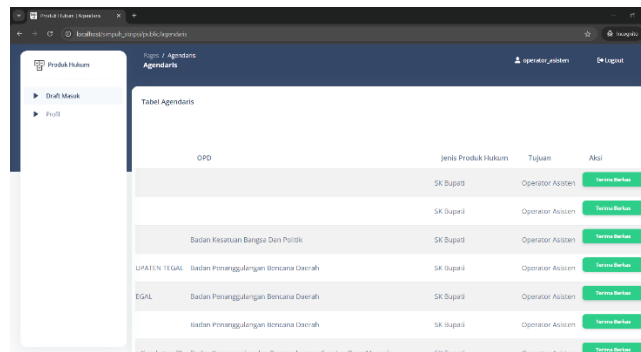 Produk Hukum | Agendaris
localhost/simpuh_skripsi/public/agendaris
Incognito
Produk Hukum
Pages / Agendaris
Agendaris
operator_asisten
Logout
Draft Masuk
Profil
Tabel Agendaris
OPD Jenis Produk Hukum Tujuan Aksi
SK Bupati Operator Asisten Terima Berkas
SK Bupati Operator Asisten Terima Berkas
Badan Kesatuan Bangsa Dan Politik SK Bupati Operator Asisten Terima Berkas
UPATEN TEGAL Badan Penanggulangan Bencana Daerah SK Bupati Operator Asisten Terima Berkas
EGAL Badan Penanggulangan Bencana Daerah SK Bupati Operator Asisten Terima Berkas
Badan Penanggulangan Bencana Daerah SK Bupati Operator Asisten Terima Berkas
Terima Berkas